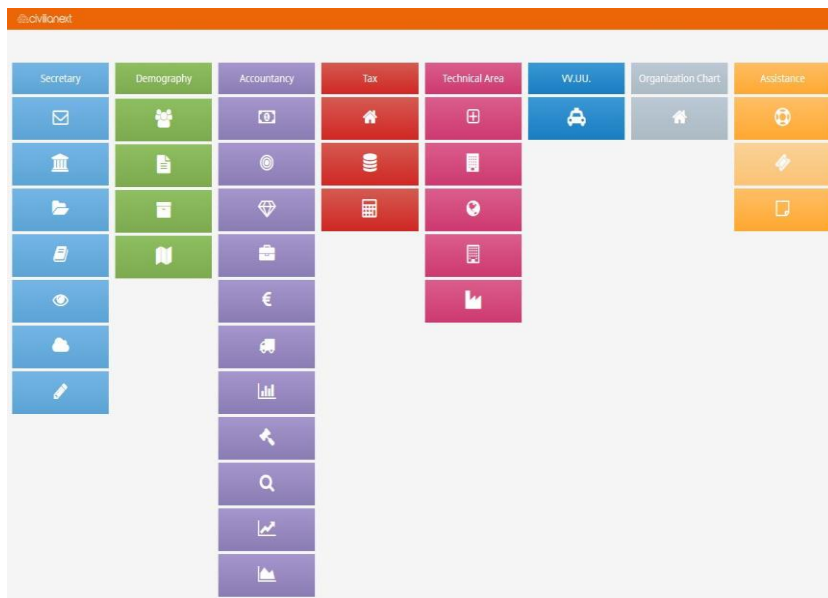 civilianext
Secretary
Demography
Accountancy
Tax
Technical Area
VV.UU.
Organization Chart
Assistance